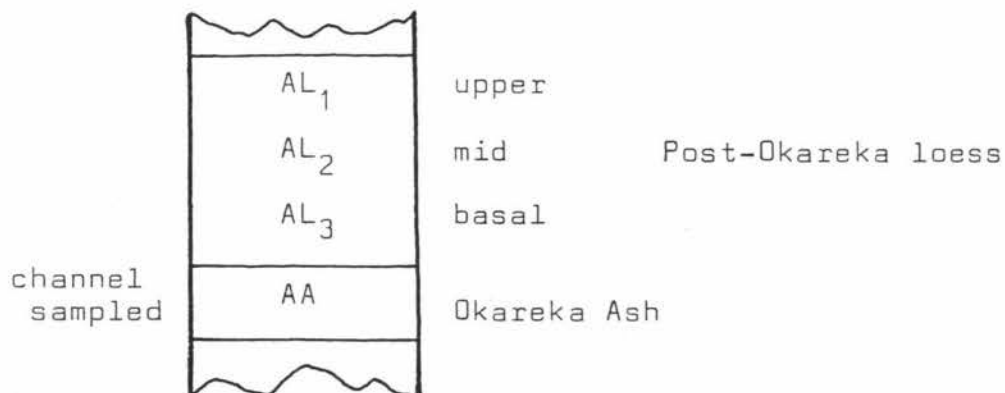 AL1 upper
AL2 mid Post-Okareka loess
AL3 basal
channel
sampled
AA Okareka Ash